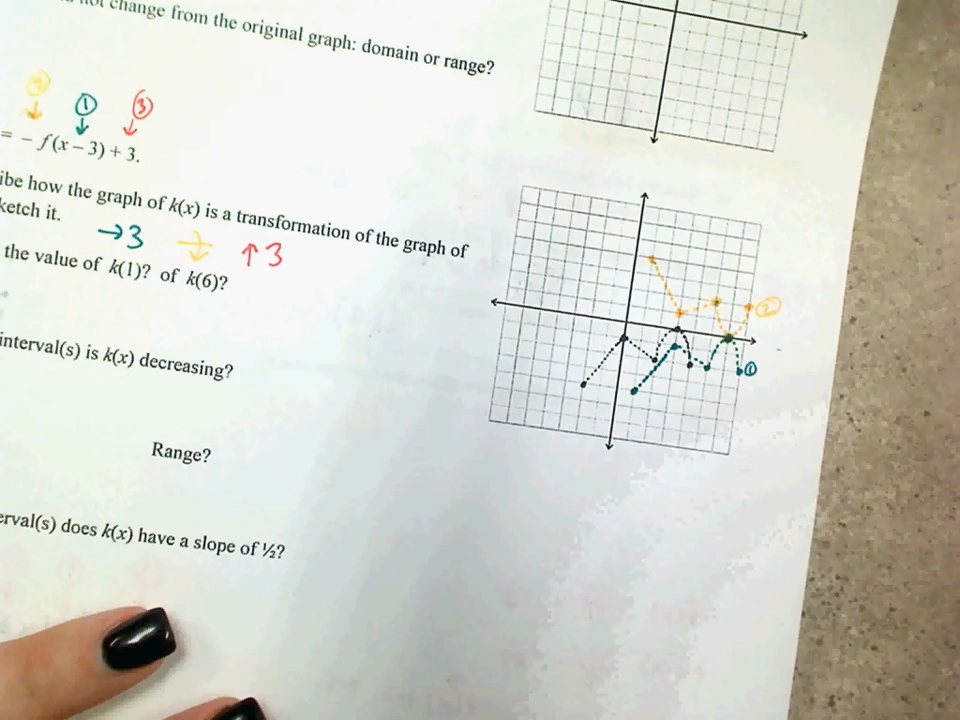 not change from the original graph: domain or range?
② ① ③
= − f(x − 3) + 3.
ibe how the graph of k(x) is a transformation of the graph of
ketch it.
→3 ↑3
the value of k(1)? of k(6)?
②
①
interval(s) is k(x) decreasing?
Range?
erval(s) does k(x) have a slope of ½?